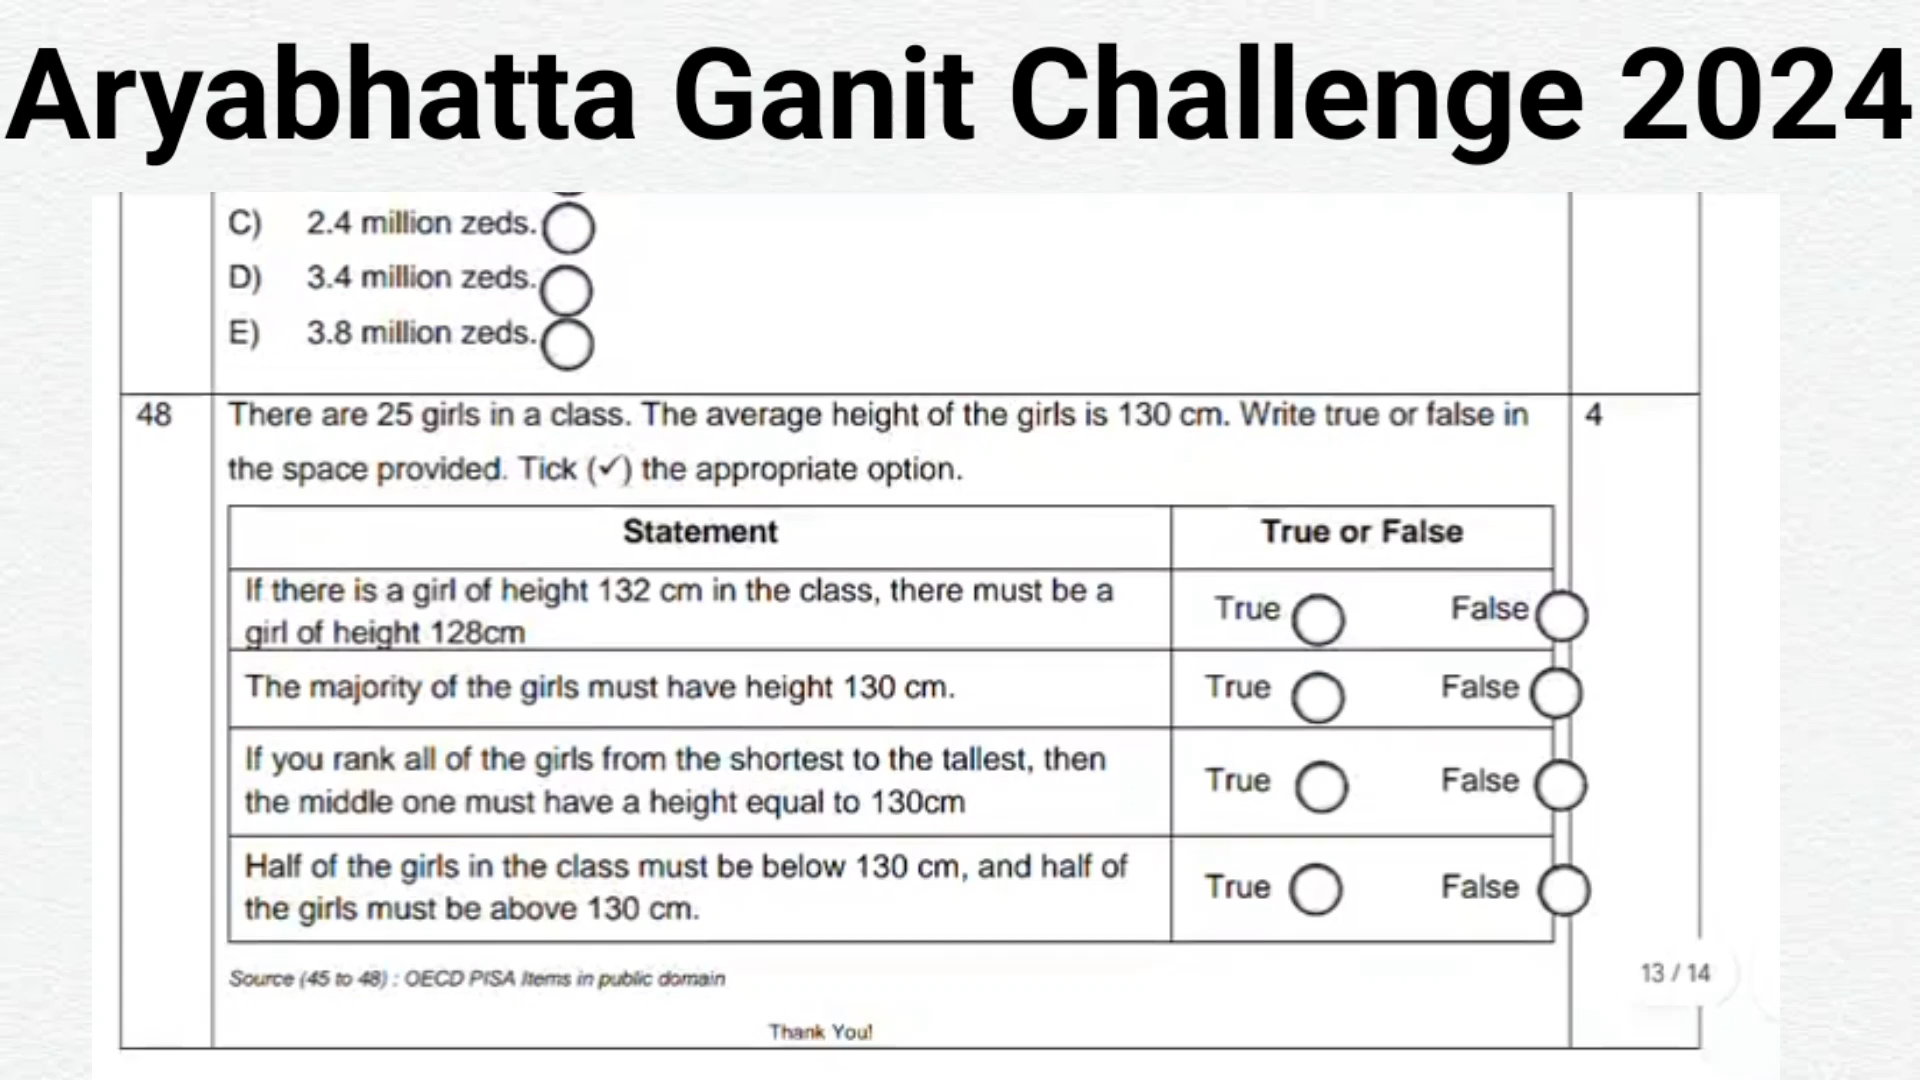 Aryabhatta Ganit Challenge 2024
C) 2.4 million zeds.
D) 3.4 million zeds.
E) 3.8 million zeds.
48 There are 25 girls in a class. The average height of the girls is 130 cm. Write true or false in 4
the space provided. Tick (✓) the appropriate option.
Statement True or False
If there is a girl of height 132 cm in the class, there must be a
girl of height 128cm
True False
The majority of the girls must have height 130 cm. True False
If you rank all of the girls from the shortest to the tallest, then
the middle one must have a height equal to 130cm
True False
Half of the girls in the class must be below 130 cm, and half of
the girls must be above 130 cm.
True False
Source (45 to 48) : OECD PISA Items in public domain
13 / 14
Thank You!